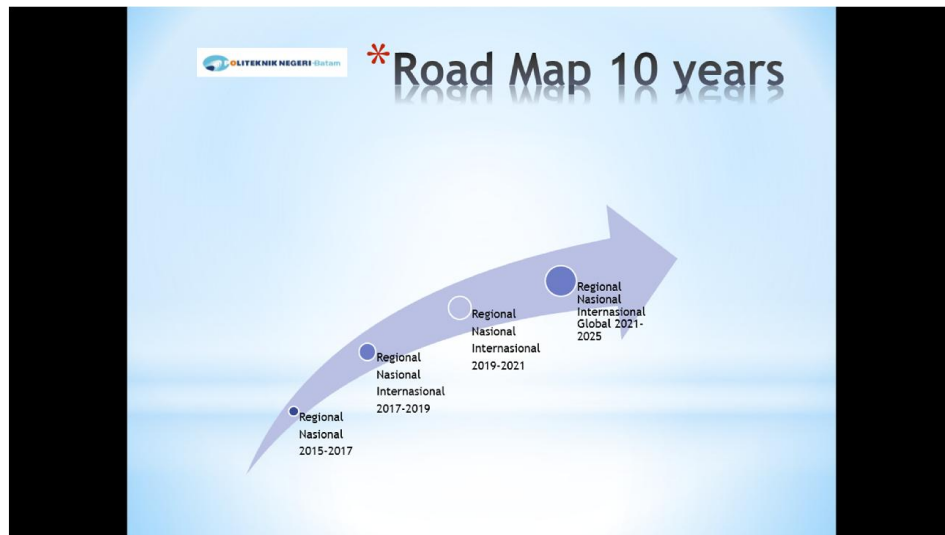 OLITEKNIK NEGERI-Batam
*Road Map 10 years
Regional
Nasional
Internasional
Global 2021-
2025
Regional
Nasional
Internasional
2019-2021
Regional
Nasional
Internasional
2017-2019
Regional
Nasional
2015-2017